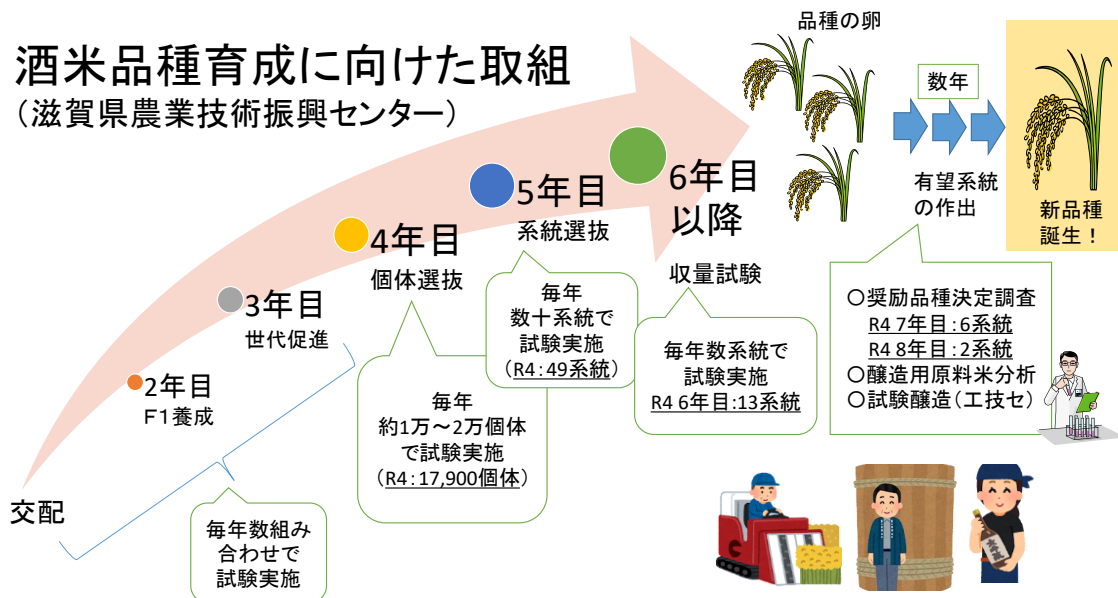 酒米品種育成に向けた取組
（滋賀県農業技術振興センター）
交配
2年目
F1養成
3年目
世代促進
毎年数組み
合わせで
試験実施
4年目
個体選抜
毎年
約1万～2万個体
で試験実施
（R4：17,900個体）
5年目
系統選抜
毎年
数十系統で
試験実施
（R4：49系統）
6年目
以降
収量試験
毎年数系統で
試験実施
R4 6年目：13系統
品種の卵
数年
有望系統
の作出
〇奨励品種決定調査
R4 7年目：6系統
R4 8年目：2系統
〇醸造用原料米分析
〇試験醸造（工技セ）
新品種
誕生！